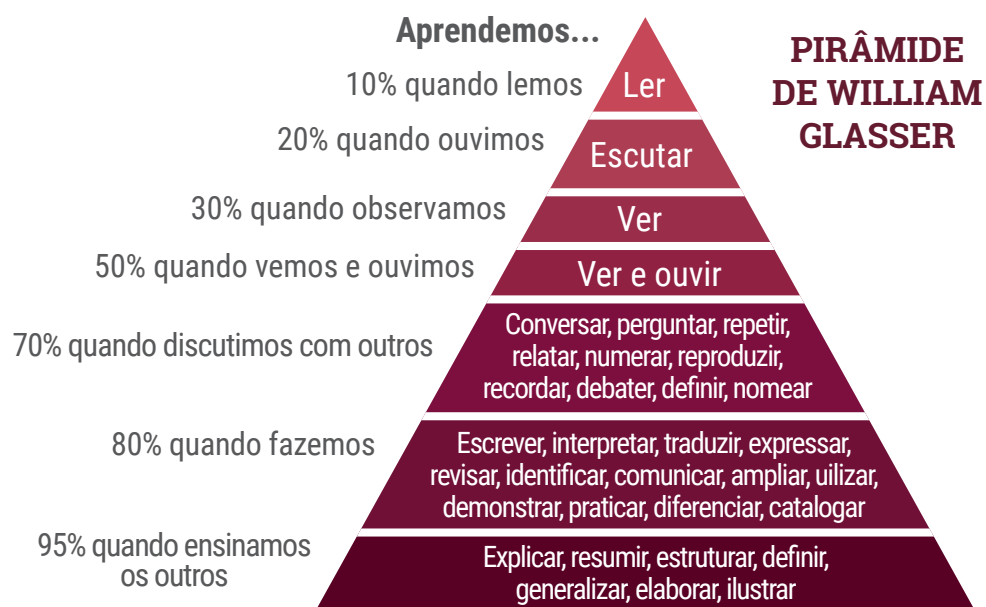 Aprendemos...
PIRÂMIDE
DE WILLIAM
GLASSER
10% quando lemos
Ler
20% quando ouvimos
Escutar
30% quando observamos
Ver
50% quando vemos e ouvimos
Ver e ouvir
70% quando discutimos com outros
Conversar, perguntar, repetir,
relatar, numerar, reproduzir,
recordar, debater, definir, nomear
80% quando fazemos
Escrever, interpretar, traduzir, expressar,
revisar, identificar, comunicar, ampliar, uilizar,
demonstrar, praticar, diferenciar, catalogar
95% quando ensinamos
os outros
Explicar, resumir, estruturar, definir,
generalizar, elaborar, ilustrar